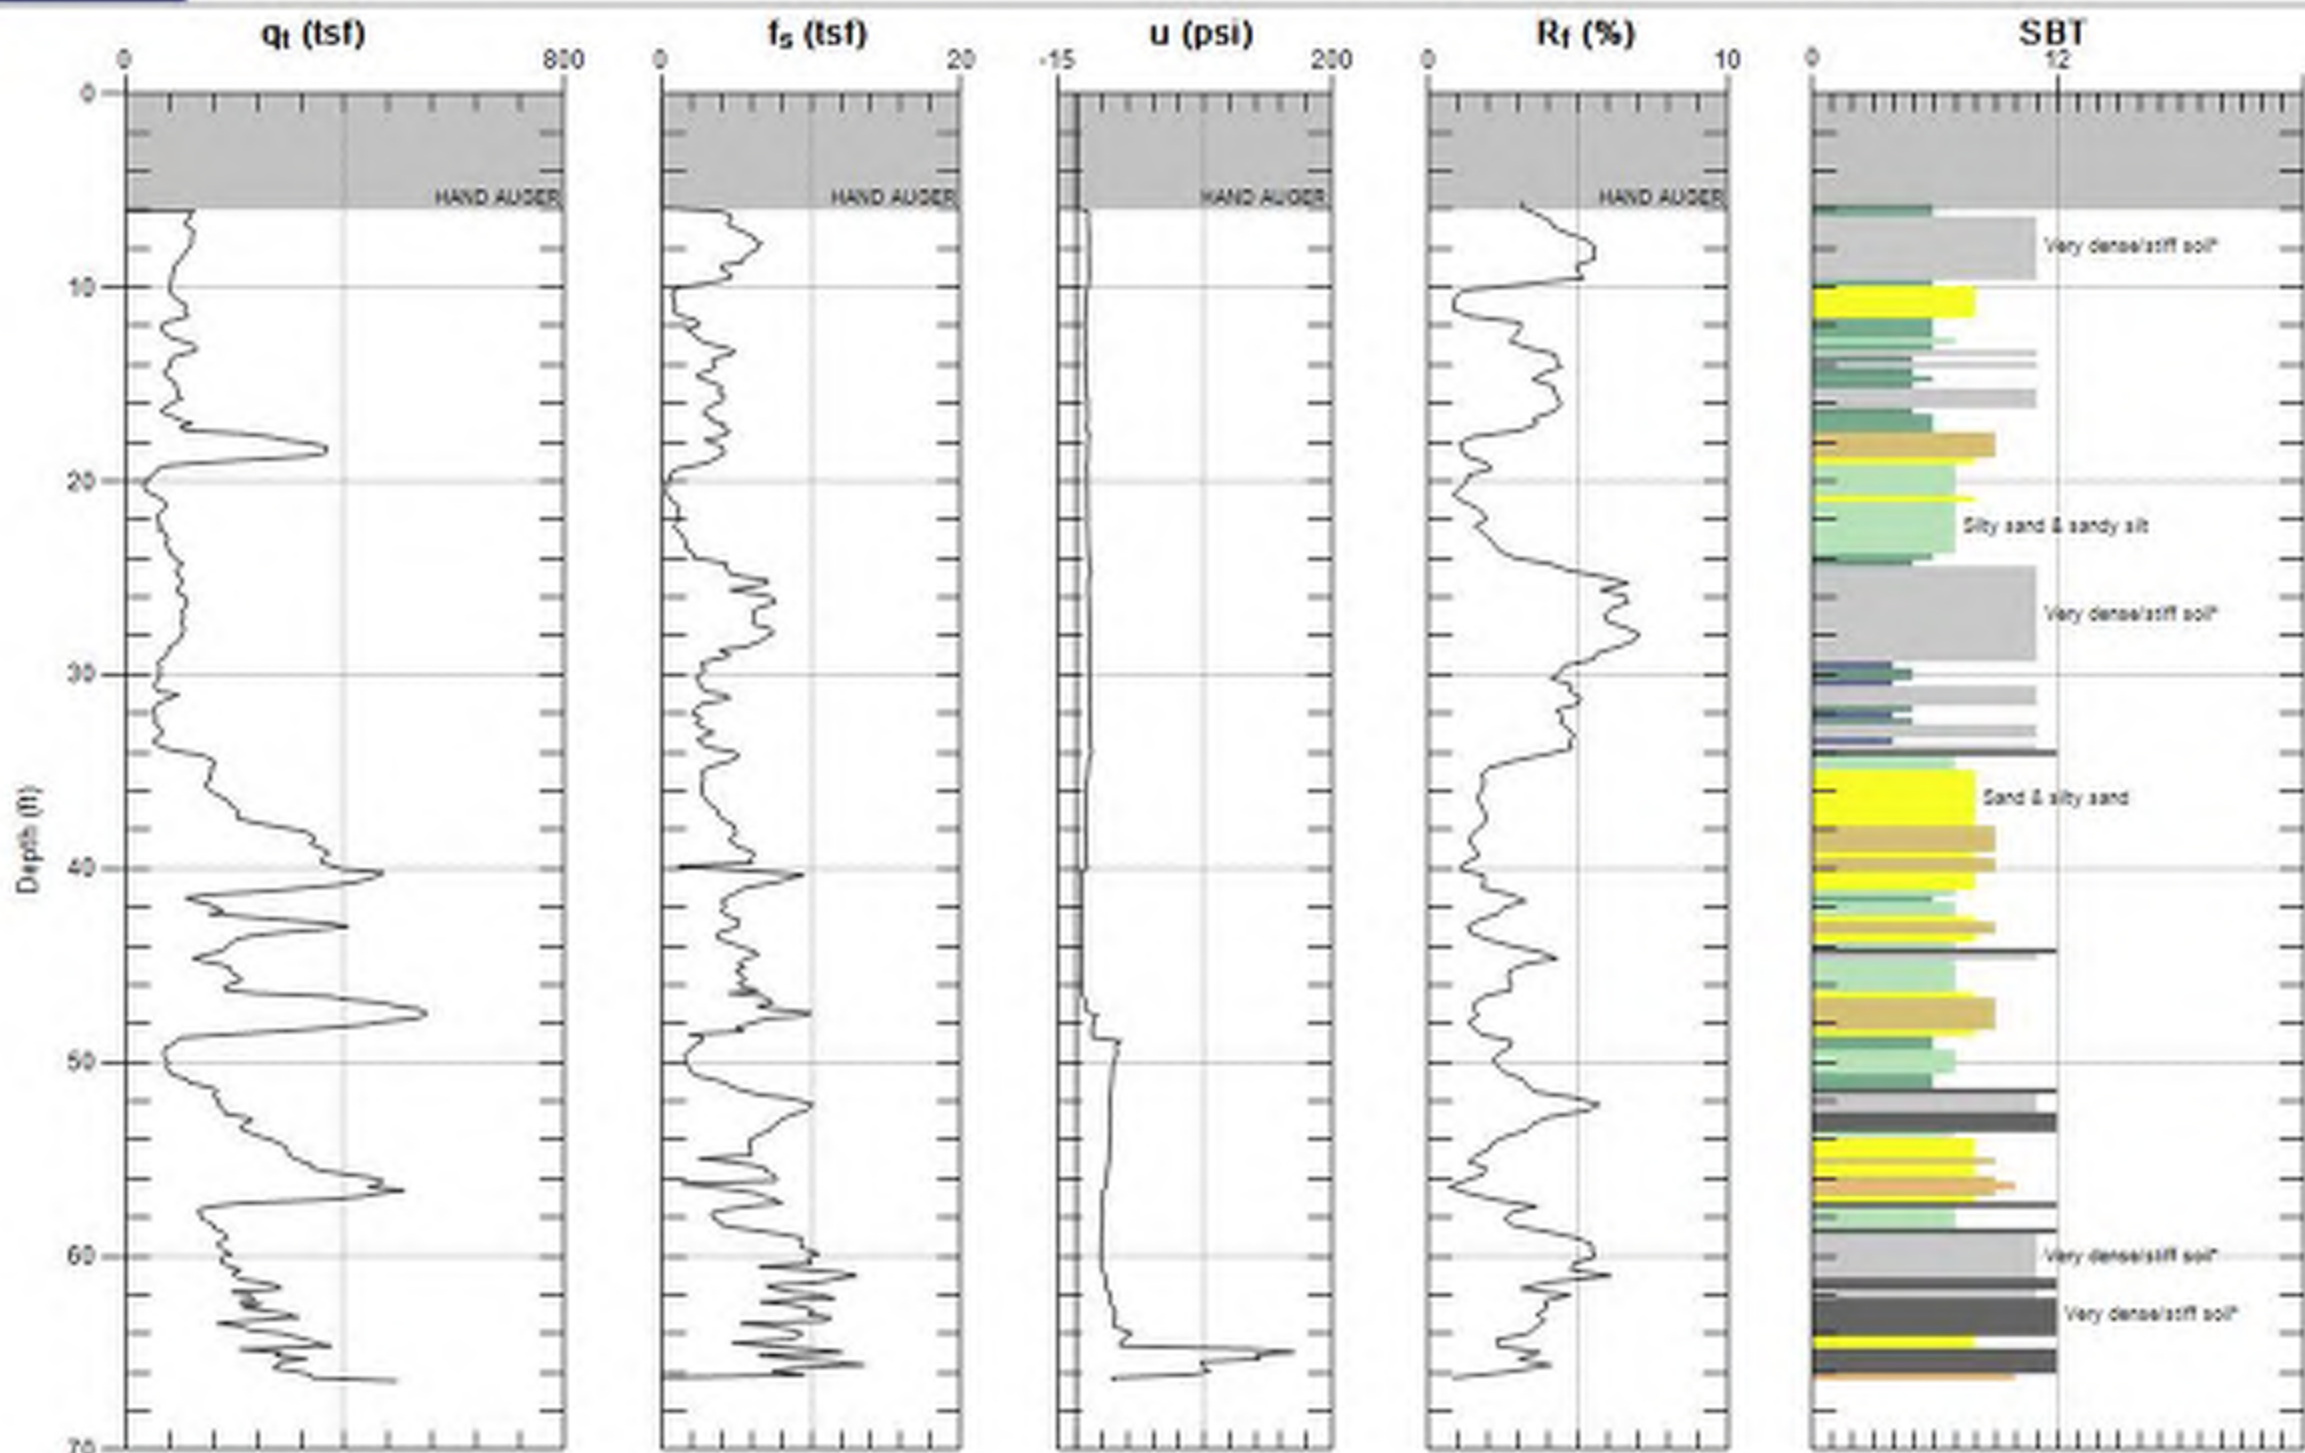 qt (tsf) fs (tsf) u (psi) Rf (%) SBT
0 800 0 20 -15 200 0 10 0 12
0
HAND AUGER HAND AUGER HAND AUGER HAND AUGER
Very dense/stiff soil*
10
20
Silty sand & sandy silt
Very dense/stiff soil*
30
Sand & silty sand
Depth (ft)
40
50
60 Very dense/stiff soil*
Very dense/stiff soil*
70